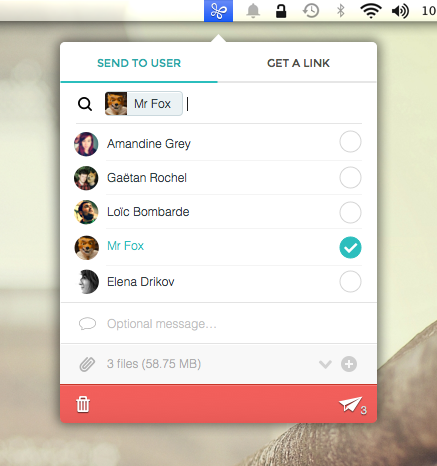 10
SEND TO USER
GET A LINK
Mr Fox
Amandine Grey
Gaëtan Rochel
Loïc Bombarde
Mr Fox
Elena Drikov
Optional message...
3 files (58.75 MB)
3